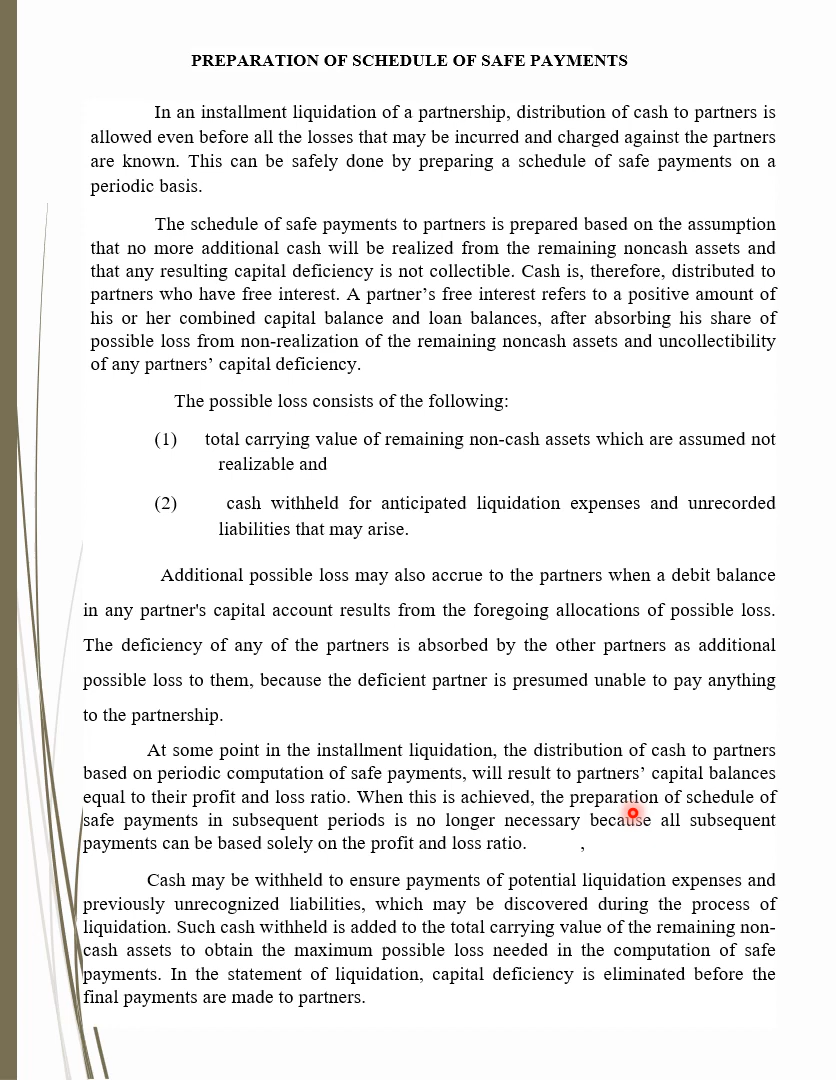 PREPARATION OF SCHEDULE OF SAFE PAYMENTS
In an installment liquidation of a partnership, distribution of cash to partners is
allowed even before all the losses that may be incurred and charged against the partners
are known. This can be safely done by preparing a schedule of safe payments on a
periodic basis.
The schedule of safe payments to partners is prepared based on the assumption
that no more additional cash will be realized from the remaining noncash assets and
that any resulting capital deficiency is not collectible. Cash is, therefore, distributed to
partners who have free interest. A partner’s free interest refers to a positive amount of
his or her combined capital balance and loan balances, after absorbing his share of
possible loss from non-realization of the remaining noncash assets and uncollectibility
of any partners’ capital deficiency.
The possible loss consists of the following:
(1) total carrying value of remaining non-cash assets which are assumed not
realizable and
(2) cash withheld for anticipated liquidation expenses and unrecorded
liabilities that may arise.
Additional possible loss may also accrue to the partners when a debit balance
in any partner's capital account results from the foregoing allocations of possible loss.
The deficiency of any of the partners is absorbed by the other partners as additional
possible loss to them, because the deficient partner is presumed unable to pay anything
to the partnership.
At some point in the installment liquidation, the distribution of cash to partners
based on periodic computation of safe payments, will result to partners’ capital balances
equal to their profit and loss ratio. When this is achieved, the preparation of schedule of
safe payments in subsequent periods is no longer necessary because all subsequent
payments can be based solely on the profit and loss ratio. ,
Cash may be withheld to ensure payments of potential liquidation expenses and
previously unrecognized liabilities, which may be discovered during the process of
liquidation. Such cash withheld is added to the total carrying value of the remaining non-
cash assets to obtain the maximum possible loss needed in the computation of safe
payments. In the statement of liquidation, capital deficiency is eliminated before the
final payments are made to partners.